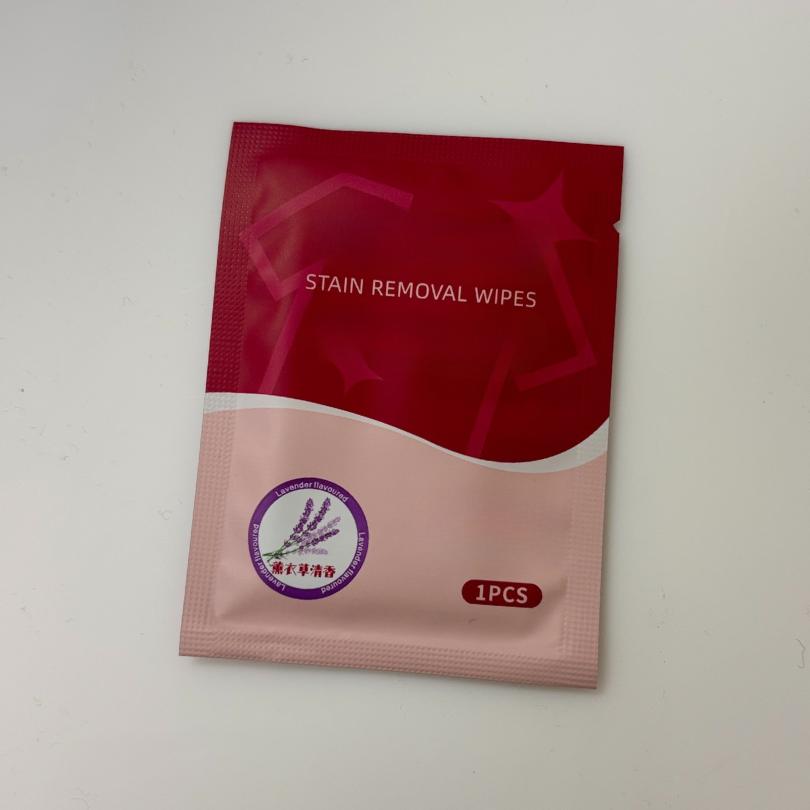 STAIN REMOVAL WIPES
Lavender flavoured
Lavender flavoured
Lavender flavoured
薰衣草清香
1PCS